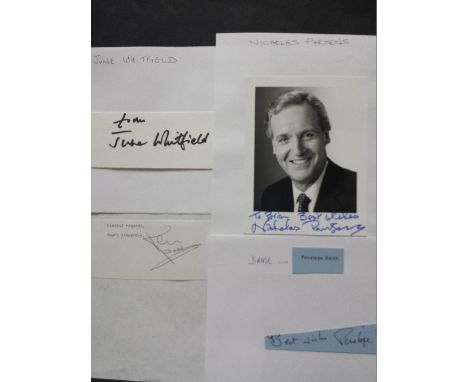 JUNE WHITFIELD
from
June Whitfield
Sincest regards,
Yours sincerely,
NICHOLAS PARSONS
To Brian Best Wishes
Nicholas Parsons
DAME —
Penelope Keith
Best wishes Penelope